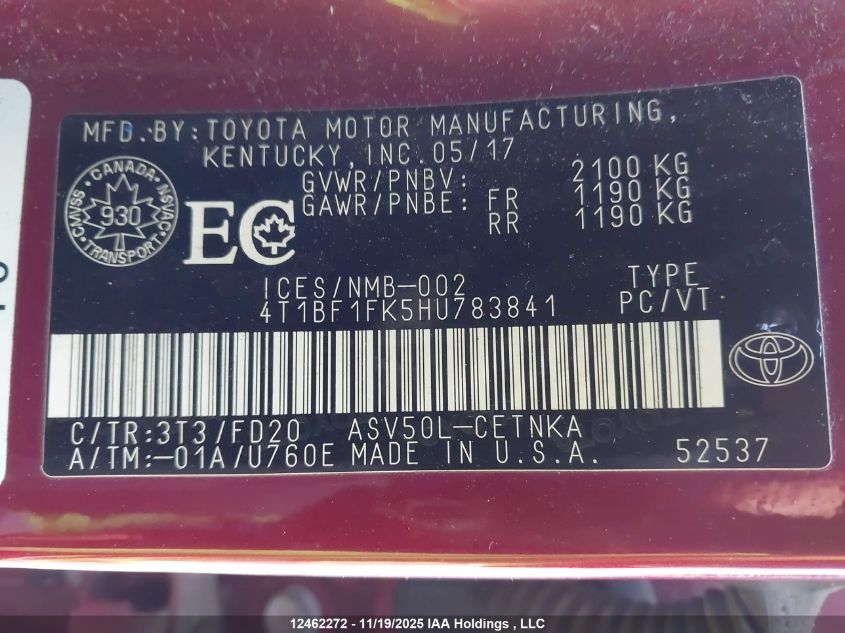 MFD. BY: TOYOTA MOTOR MANUFACTURING,
KENTUCKY, INC. 05/17
GVWR/PNBV: 2100 KG
GAWR/PNBE: FR 1190 KG
RR 1190 KG
CANADA
CMVSS 930 NSVAC
TRANSPORT
EC
ICES/NMB-002
TYPE
4T1BF1FK5HU783841
PC/VT
C/TR:3T3/FD20 ASV50L-CETNKA
A/TM:-01A/U760E MADE IN U.S.A. 52537
12462272 - 11/19/2025 IAA Holdings , LLC